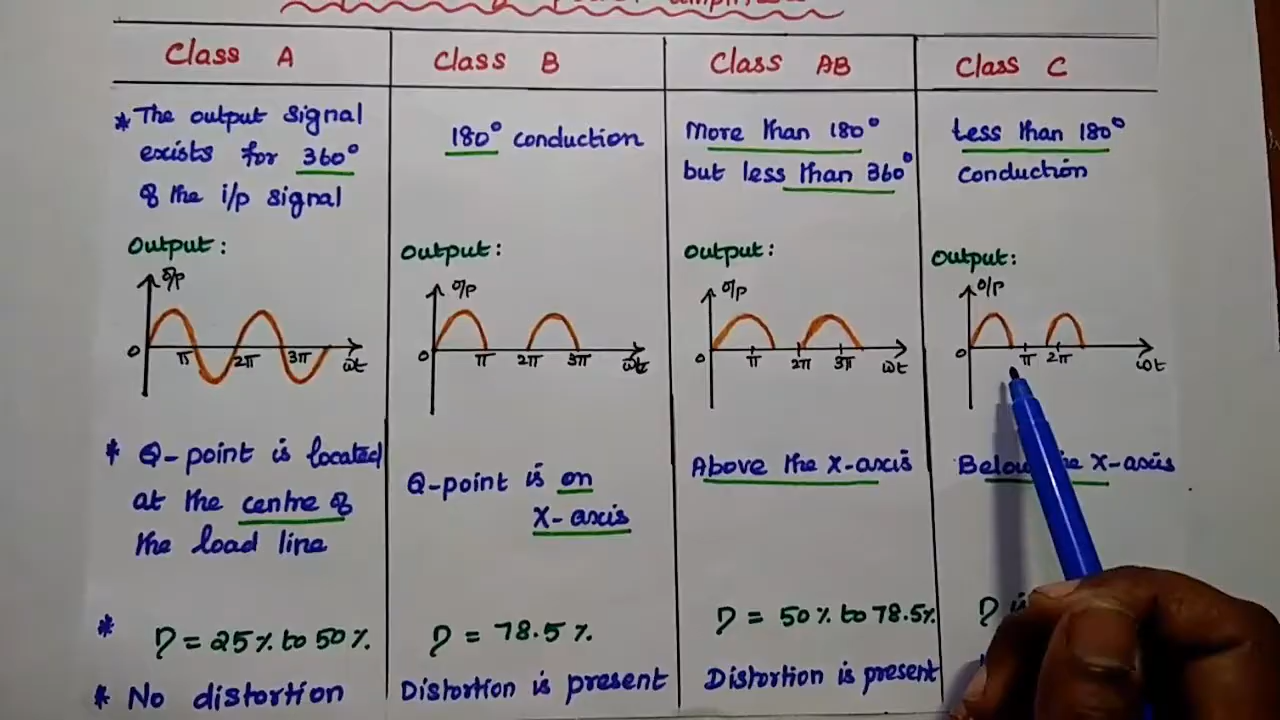 Class A
* The output signal
exists for 360°
of the i/p signal
Output:
o/p
0 π 2π 3π ωt
* Q-point is located
at the centre of
the load line
* η = 25% to 50%.
* No distortion
Class B
180° conduction
Output:
o/p
0 π 2π 3π ωt
Q-point is on
X-axis
η = 78.5%.
Distortion is present
Class AB
More than 180°
but less than 360°
Output:
o/p
0 π 2π 3π ωt
Above the X-axis
η = 50% to 78.5%.
Distortion is present
Class C
Less than 180°
conduction
Output:
o/p
0 π 2π ωt
Below the X-axis
η